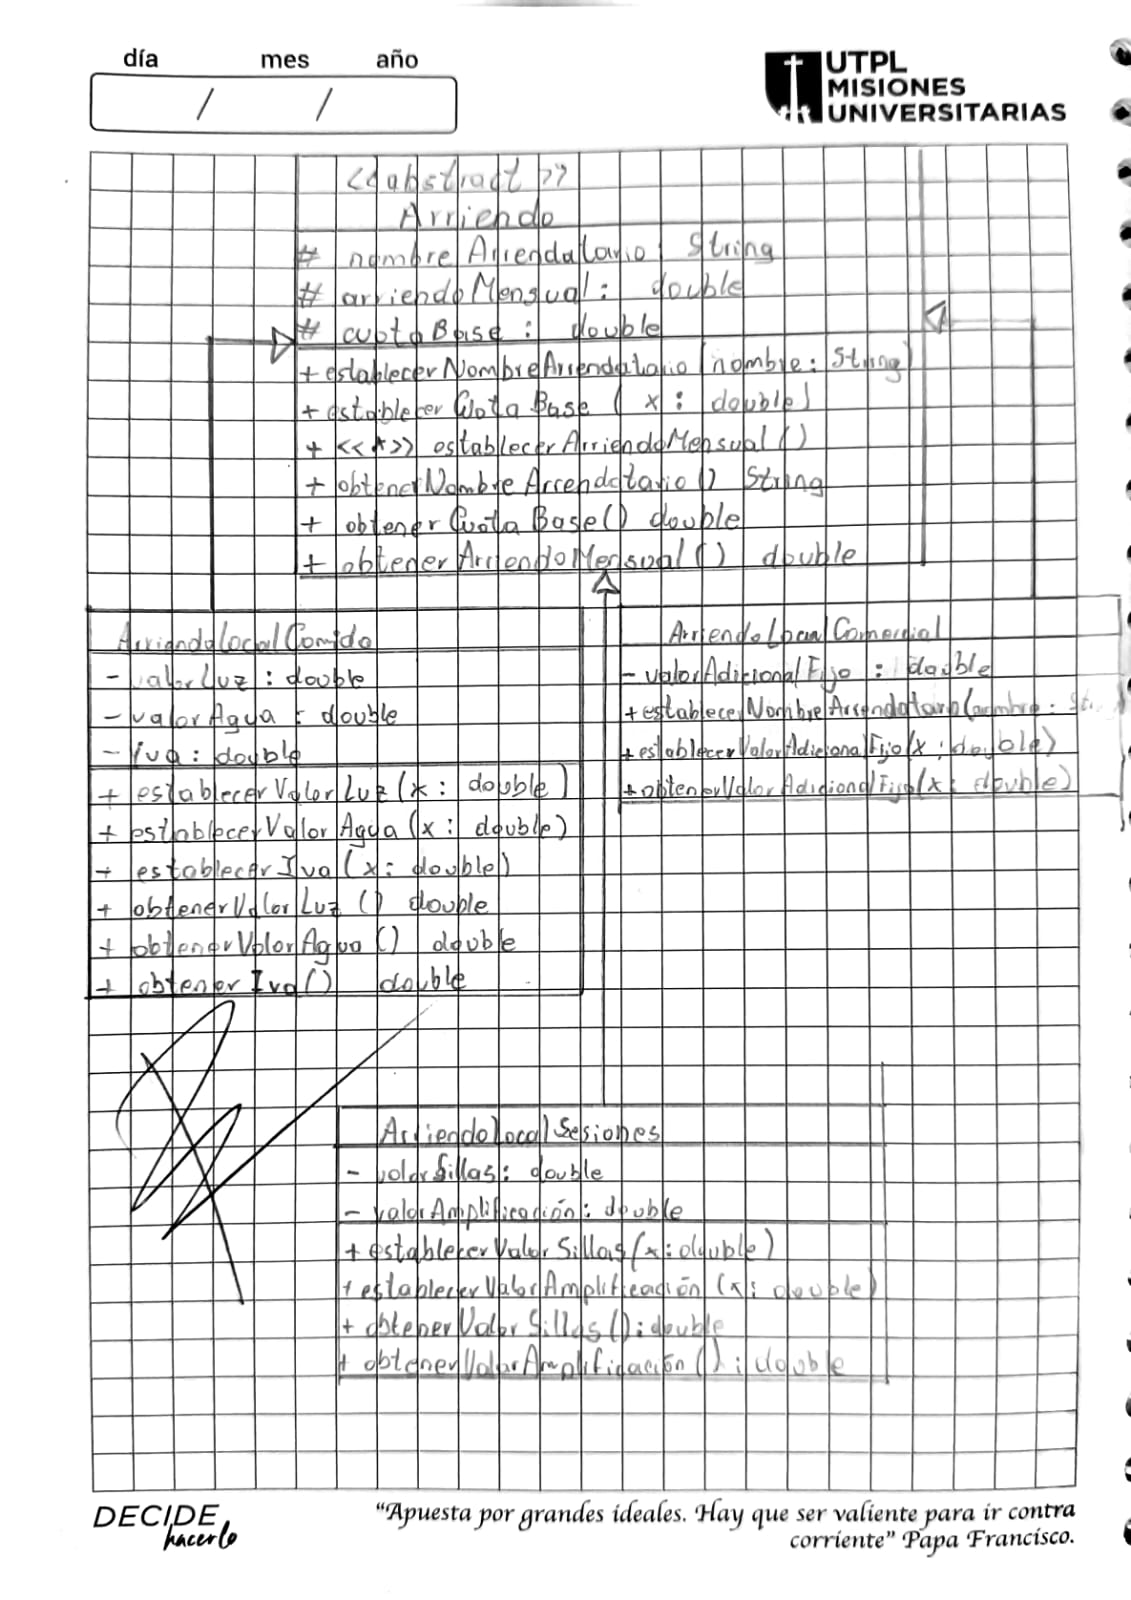 día mes año
/ /
UTPL
MISIONES
UNIVERSITARIAS
<<abstract>>
Arriendo
# nombreArrendatario: String
# arriendoMensual: double
# cuotaBase: double
+ establecerNombreArrendatario(nombre: String)
+ establecerCuotaBase(x: double)
+ <<*>> establecerArriendoMensual()
+ obtenerNombreArrendatario() String
+ obtenerCuotaBase() double
+ obtenerArriendoMensual() double
ArriendoLocalComida
- valorLuz: double
- valorAgua: double
- iva: double
+ establecerValorLuz(x: double)
+ establecerValorAgua(x: double)
+ establecerIva(x: double)
+ obtenerValorLuz() double
+ obtenerValorAgua() double
+ obtenerIva() double
ArriendoLocalComercial
- valorAdicionalFijo: double
+establecerNombreArrendatario(nombre: St
+establecerValorAdicionalFijo(x: double)
+obtenerValorAdicionalFijo(x: double)
ArriendoLocalSesiones
- valorSillas: double
- valorAmplificación: double
+ establecerValorSillas(x: double)
+ establecerValorAmplificación(x: double)
+ obtenerValorSillas(): double
+ obtenerValorAmplificación(): double
DECIDE
hacerlo
“Apuesta por grandes ideales. Hay que ser valiente para ir contra
corriente” Papa Francisco.